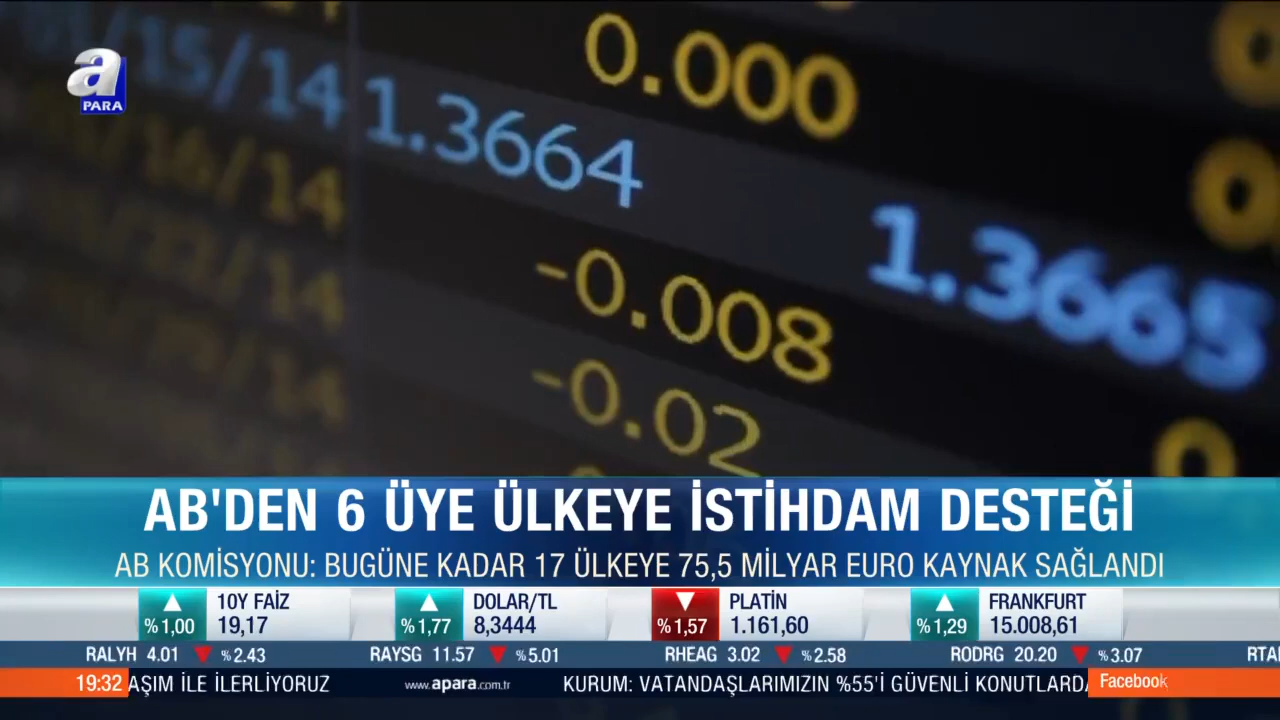 0.000
01/15/14 1.3664
1.3665
-0.008
-0.02
a
PARA
AB'DEN 6 ÜYE ÜLKEYE İSTİHDAM DESTEĞİ
AB KOMİSYONU: BUGÜNE KADAR 17 ÜLKEYE 75,5 MİLYAR EURO KAYNAK SAĞLANDI
%1,00 10Y FAİZ 19,17
%1,77 DOLAR/TL 8,3444
%1,57 PLATİN 1.161,60
%1,29 FRANKFURT 15.008,61
RALYH 4.01 %2.43 RAYSG 11.57 %5.01 RHEAG 3.02 %2.58 RODRG 20.20 %3.07
19:32 AŞIM İLE İLERLİYORUZ www.apara.com.tr KURUM: VATANDAŞLARIMIZIN %55'İ GÜVENLİ KONUTLARDA Facebook